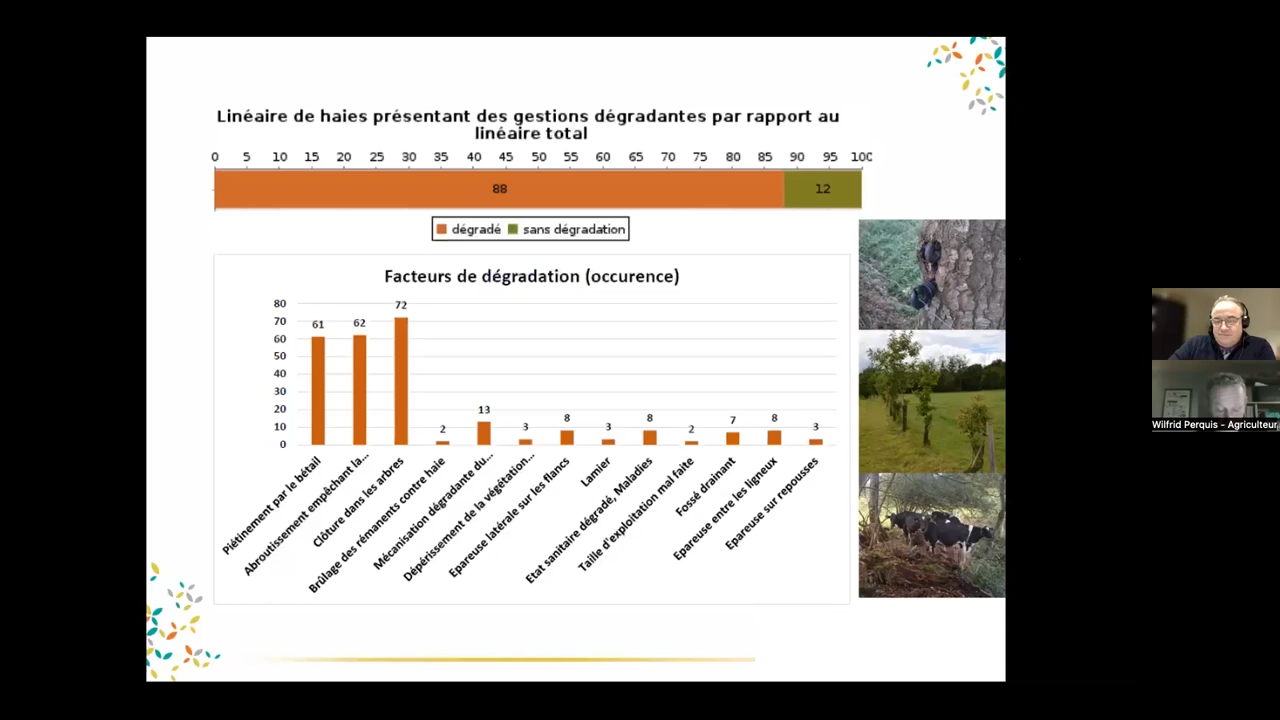 Linéaire de haies présentant des gestions dégradantes par rapport au
linéaire total
0 5 10 15 20 25 30 35 40 45 50 55 60 65 70 75 80 85 90 95 100
88 12
dégradé sans dégradation
Facteurs de dégradation (occurence)
80
70
60
50
40
30
20
10
0
61 62 72 2 13 3 8 3 8 2 7 8 3
Piétinement par le bétail
Abroutissement empêchant la...
Clôture dans les arbres
Brûlage des rémanents contre haie
Mécanisation dégradante du...
Dépérissement de la végétation...
Epareuse latérale sur les flancs
Lamier
Etat sanitaire dégradé, Maladies
Taille d'exploitation mal faite
Fossé drainant
Epareuse entre les ligneux
Epareuse sur repousses
Wilfrid Perquis - Agriculteur